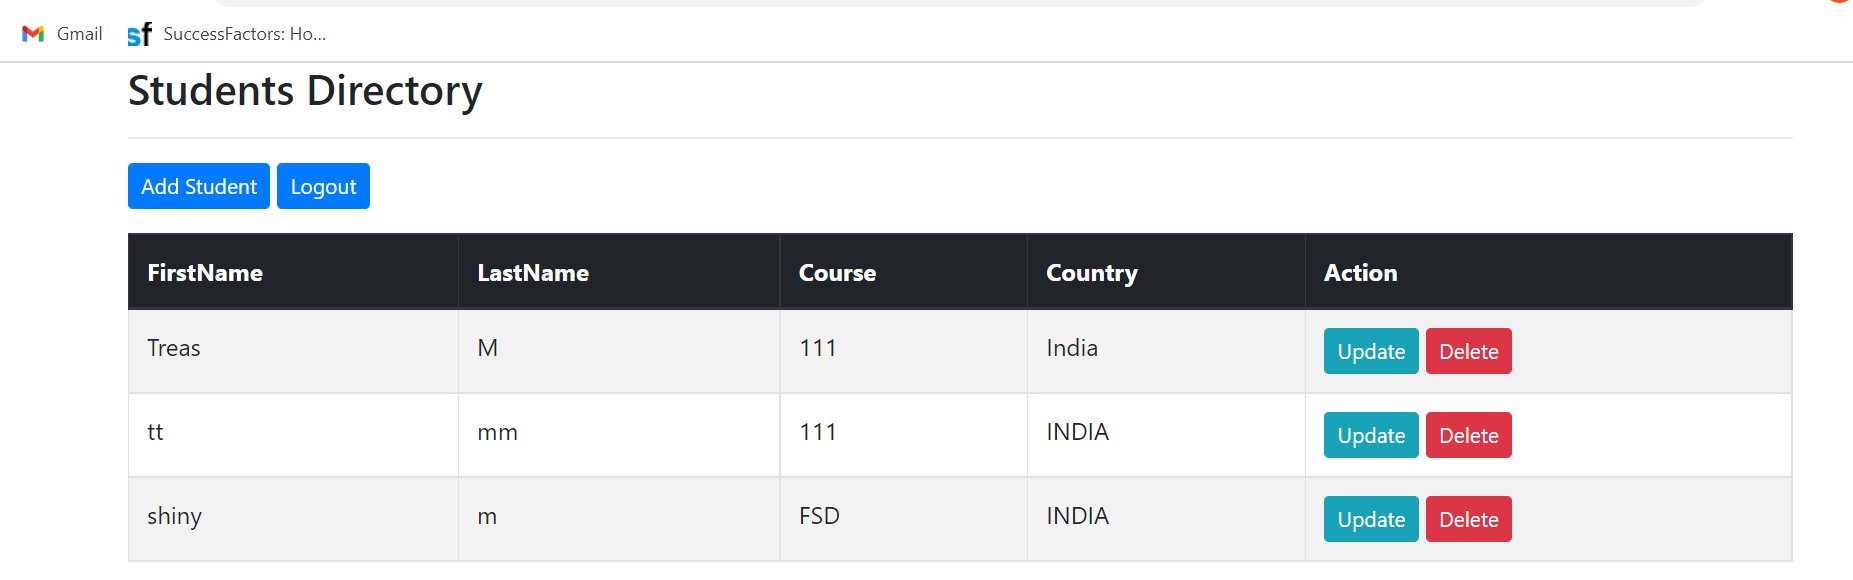 Gmail sf SuccessFactors: Ho...
Students Directory
Add Student Logout
FirstName LastName Course Country Action
Treas M 111 India Update Delete
tt mm 111 INDIA Update Delete
shiny m FSD INDIA Update Delete